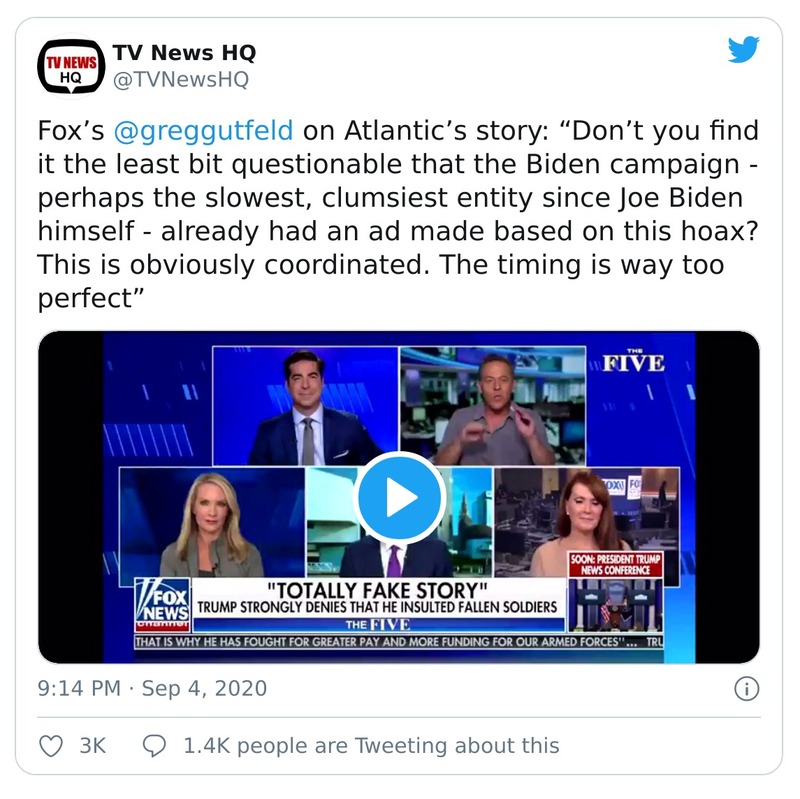 TV NEWS
HQ
TV News HQ
@TVNewsHQ
Fox’s @greggutfeld on Atlantic’s story: “Don’t you find
it the least bit questionable that the Biden campaign -
perhaps the slowest, clumsiest entity since Joe Biden
himself - already had an ad made based on this hoax?
This is obviously coordinated. The timing is way too
perfect”
THE
FIVE
SOON: PRESIDENT TRUMP
NEWS CONFERENCE
FOX
NEWS
channel
"TOTALLY FAKE STORY"
TRUMP STRONGLY DENIES THAT HE INSULTED FALLEN SOLDIERS
THE FIVE
THAT IS WHY HE HAS FOUGHT FOR GREATER PAY AND MORE FUNDING FOR OUR ARMED FORCES"... TRU
9:14 PM · Sep 4, 2020
3K
1.4K people are Tweeting about this